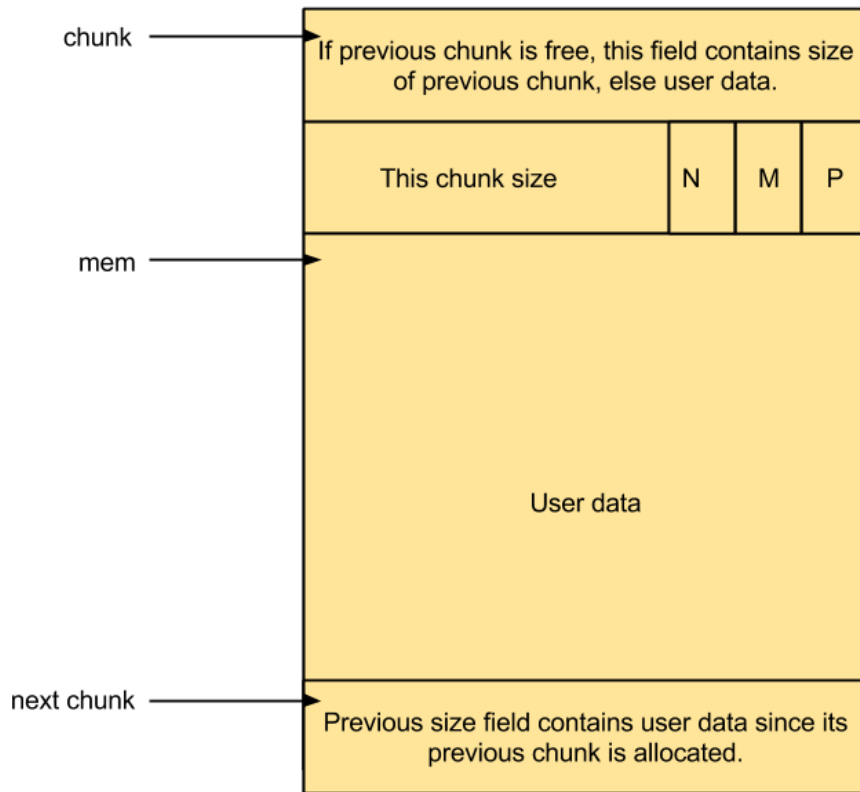 chunk
If previous chunk is free, this field contains size
of previous chunk, else user data.
This chunk size
N
M
P
mem
User data
next chunk
Previous size field contains user data since its
previous chunk is allocated.